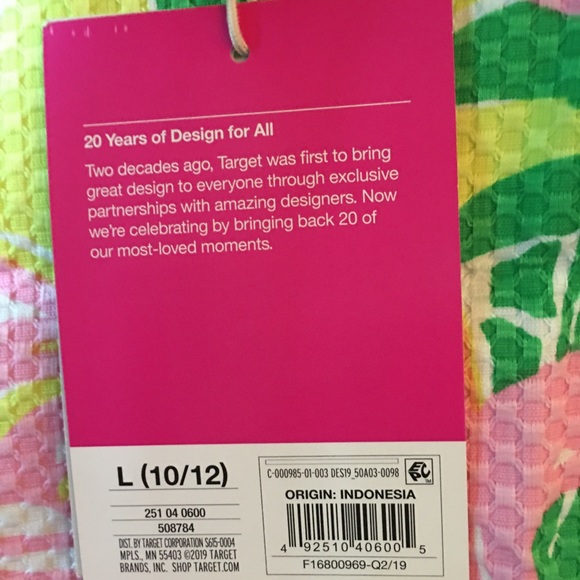 20 Years of Design for All
Two decades ago, Target was first to bring
great design to everyone through exclusive
partnerships with amazing designers. Now
we're celebrating by bringing back 20 of
our most-loved moments.
L (10/12)
251 04 0600
508784
DIST. BY TARGET CORPORATION S65-0004
MPLS., MN 55403 ©2019 TARGET
BRANDS, INC. SHOP TARGET.COM
C-000985-01-003 DES19_50A03-0098
ORIGIN: INDONESIA
4 92510 40600 5
F16800969-Q2/19